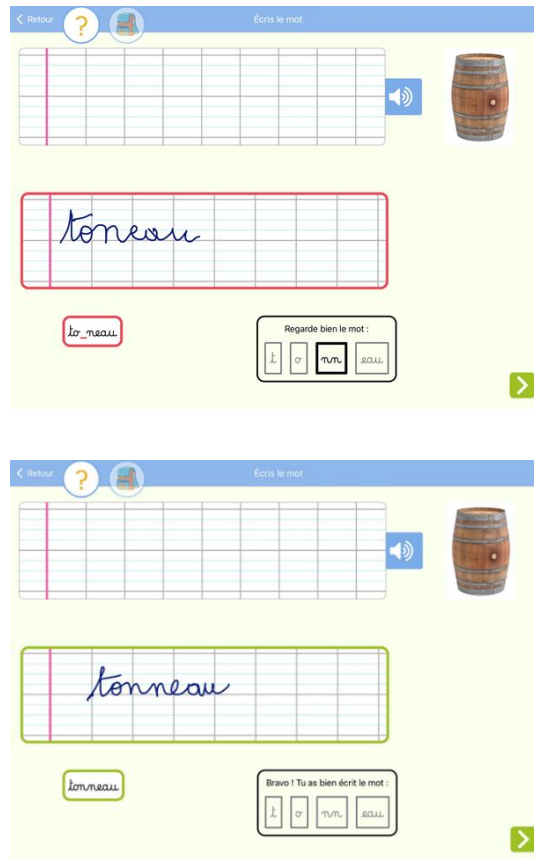 Retour
?
Écris le mot
toneau
to_neau
Regarde bien le mot :
t o nn eau
Retour
?
Écris le mot
tonneau
tonneau
Bravo ! Tu as bien écrit le mot :
t o nn eau